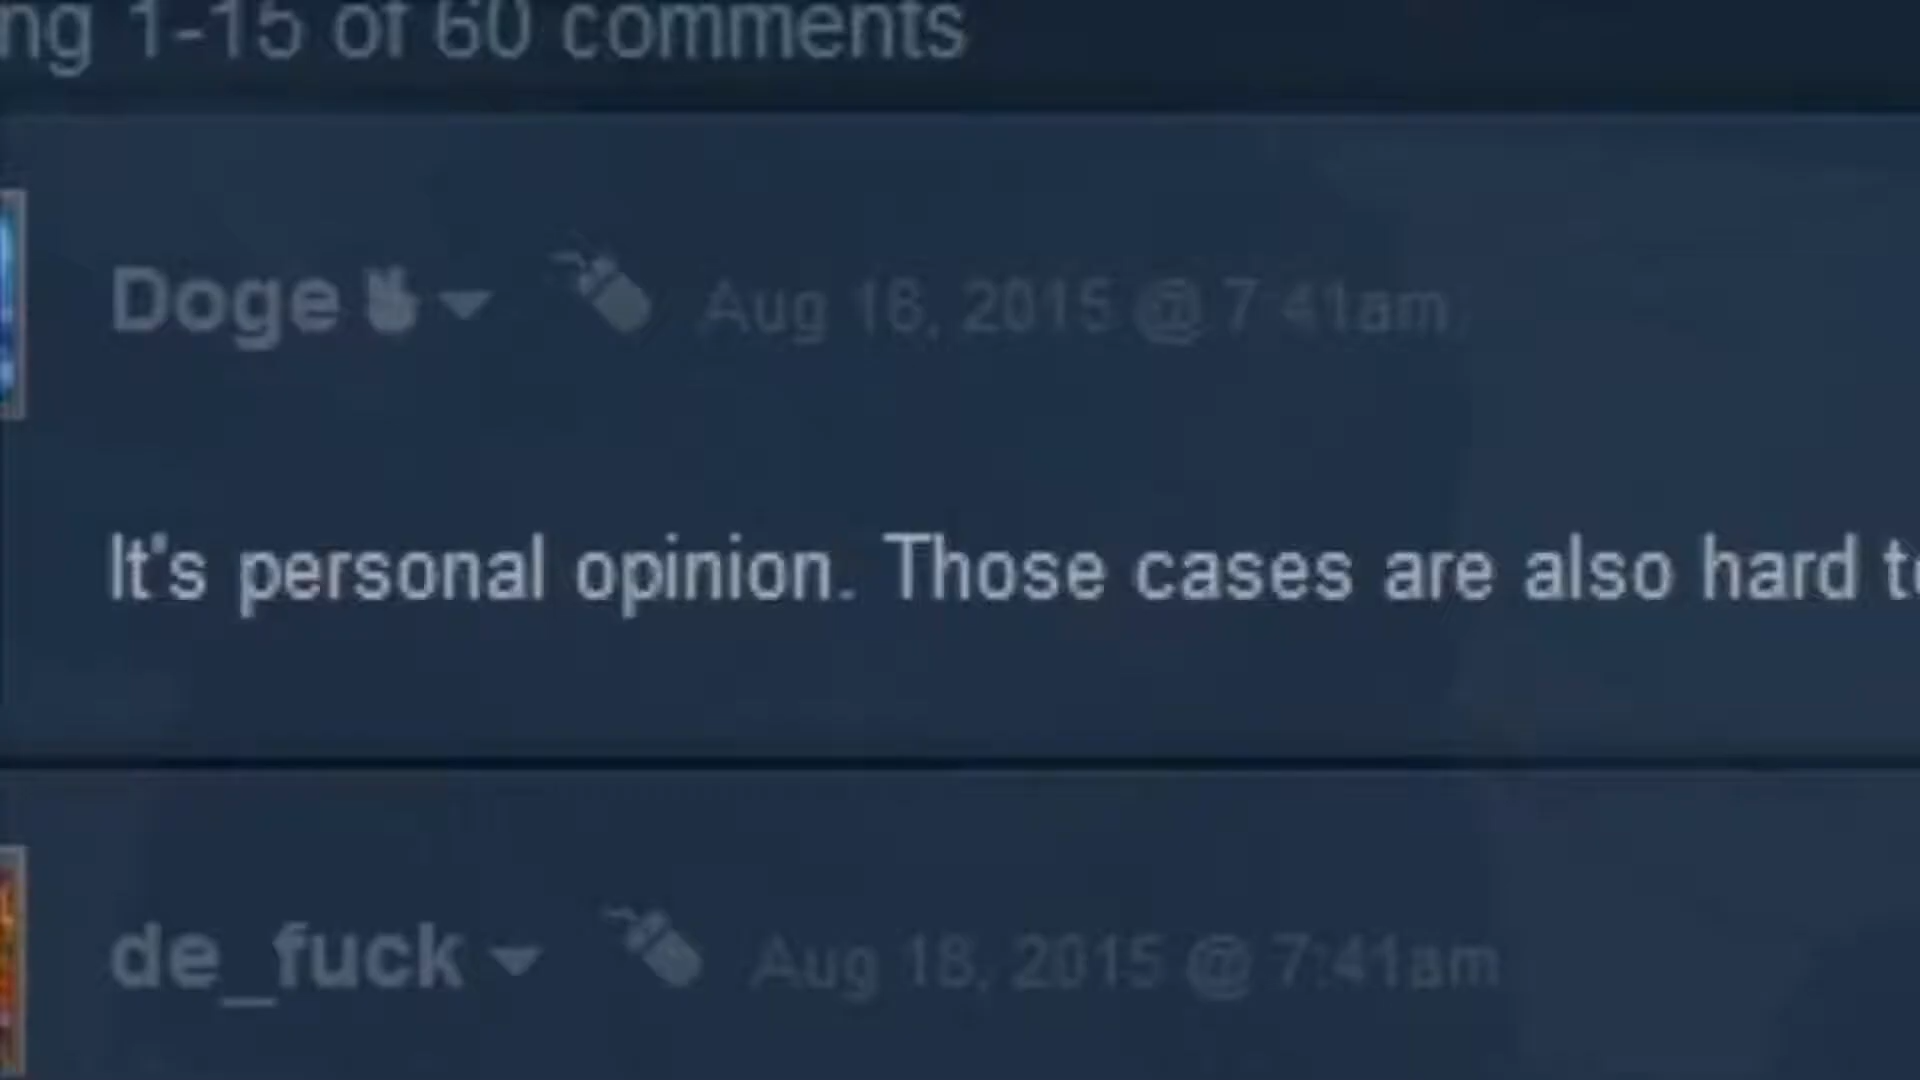 ng 1-15 of 60 comments
Doge Aug 18, 2015 @ 7:41am
It's personal opinion. Those cases are also hard
de_fuck Aug 18, 2015 @ 7:41am